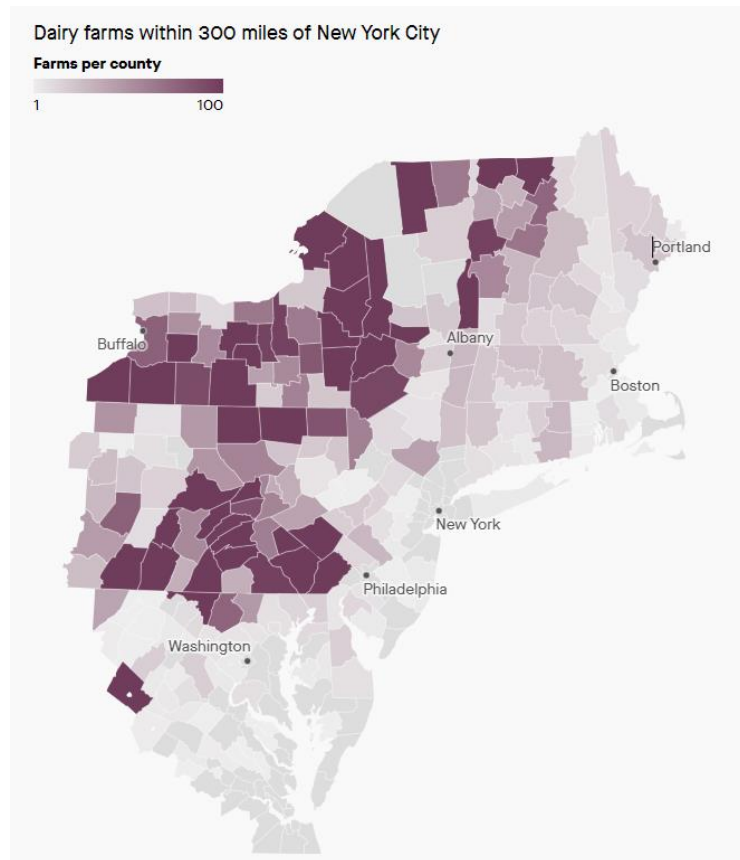 Dairy farms within 300 miles of New York City
Farms per county
1 100
Portland
Buffalo
Albany
Boston
New York
Philadelphia
Washington